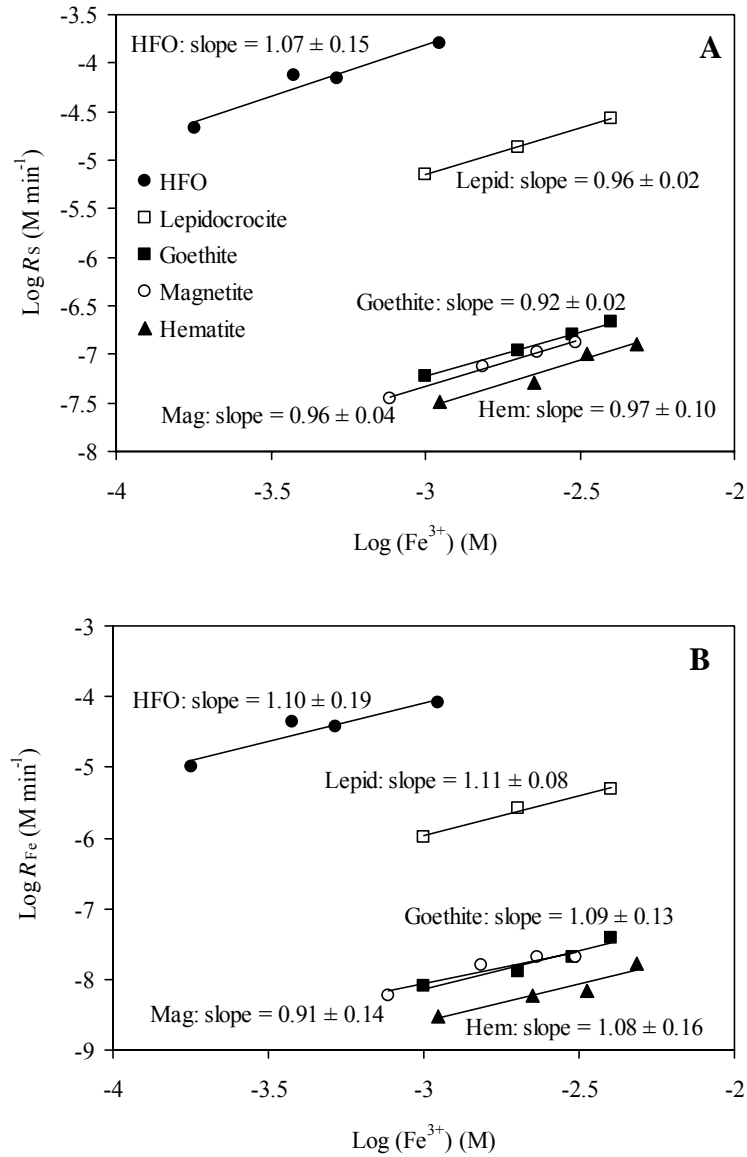 A
HFO: slope = 1.07 ± 0.15
-3.5
-4
-4.5
-5
-5.5
-6
-6.5
-7
-7.5
-8
Log R S (M min-1)
HFO
Lepidocrocite
Goethite
Magnetite
Hematite
Lepid: slope = 0.96 ± 0.02
Goethite: slope = 0.92 ± 0.02
Mag: slope = 0.96 ± 0.04
Hem: slope = 0.97 ± 0.10
-4 -3.5 -3 -2.5 -2
Log (Fe3+) (M)
B
-3
-4
-5
-6
-7
-8
-9
Log R Fe (M min-1)
HFO: slope = 1.10 ± 0.19
Lepid: slope = 1.11 ± 0.08
Goethite: slope = 1.09 ± 0.13
Mag: slope = 0.91 ± 0.14
Hem: slope = 1.08 ± 0.16
-4 -3.5 -3 -2.5 -2
Log (Fe3+) (M)